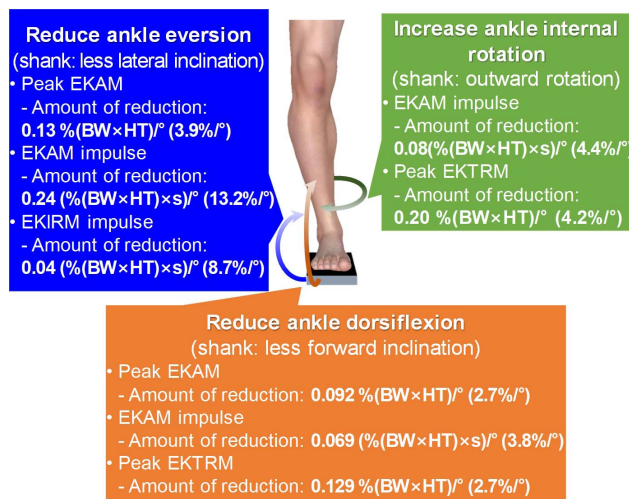 Reduce ankle eversion
(shank: less lateral inclination)
• Peak EKAM
- Amount of reduction:
0.13 %(BW×HT)/° (3.9%/°)
• EKAM impulse
- Amount of reduction:
0.24 (%(BW×HT)×s)/° (13.2%/°)
• EKIRM impulse
- Amount of reduction:
0.04 (%(BW×HT)×s)/° (8.7%/°)
Increase ankle internal
rotation
(shank: outward rotation)
• EKAM impulse
- Amount of reduction:
0.08(%(BW×HT)×s)/° (4.4%/°)
• Peak EKTRM
- Amount of reduction:
0.20 %(BW×HT)/° (4.2%/°)
Reduce ankle dorsiflexion
(shank: less forward inclination)
• Peak EKAM
- Amount of reduction: 0.092 %(BW×HT)/° (2.7%/°)
• EKAM impulse
- Amount of reduction: 0.069 (%(BW×HT)×s)/° (3.8%/°)
• Peak EKTRM
- Amount of reduction: 0.129 %(BW×HT)/° (2.7%/°)